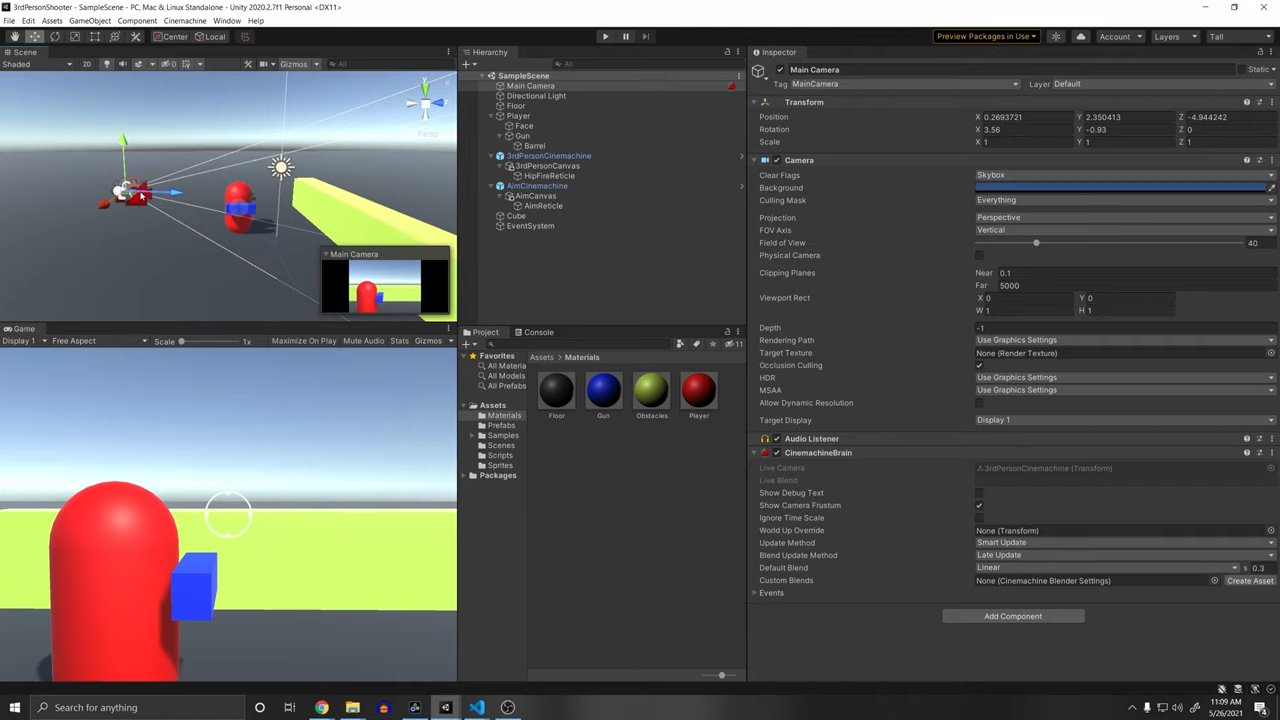 3rdPersonShooter - SampleScene - PC, Mac & Linux Standalone - Unity 2020.2.7f1 Personal <DX11>
File Edit Assets GameObject Component Cinemachine Window Help
Center Local Preview Packages in Use Account Layers Tall
Scene
Shaded 2D 0 Gizmos All
y
Persp
Main Camera
Hierarchy
All
SampleScene
Main Camera
Directional Light
Floor
Player
Face
Gun
Barrel
3rdPersonCinemachine
3rdPersonCanvas
HipFireReticle
AimCinemachine
AimCanvas
AimReticle
Cube
EventSystem
Game
Display 1 Free Aspect Scale 1x Maximize On Play Mute Audio Stats Gizmos
Project Console
11
Favorites
All Materia
All Models
All Prefabs
Assets
Materials
Prefabs
Samples
Scenes
Scripts
Sprites
Packages
Assets Materials
Floor Gun Obstacles Player
Inspector
Main Camera Static
Tag MainCamera Layer Default
Transform
Position X 0.2693721 Y 2.350413 Z -4.944242
Rotation X 3.56 Y -0.93 Z 0
Scale X 1 Y 1 Z 1
Camera
Clear Flags Skybox
Background
Culling Mask Everything
Projection Perspective
FOV Axis Vertical
Field of View 40
Physical Camera
Clipping Planes Near 0.1
Far 5000
Viewport Rect X 0 Y 0
W 1 H 1
Depth -1
Rendering Path Use Graphics Settings
Target Texture None (Render Texture)
Occlusion Culling
HDR Use Graphics Settings
MSAA Use Graphics Settings
Allow Dynamic Resolution
Target Display Display 1
Audio Listener
CinemachineBrain
Live Camera 3rdPersonCinemachine (Transform)
Live Blend
Show Debug Text
Show Camera Frustum
Ignore Time Scale
World Up Override None (Transform)
Update Method Smart Update
Blend Update Method Late Update
Default Blend Linear s 0.3
Custom Blends None (Cinemachine Blender Settings) Create Asset
Events
Add Component
Search for anything
11:09 AM
5/26/2021
4